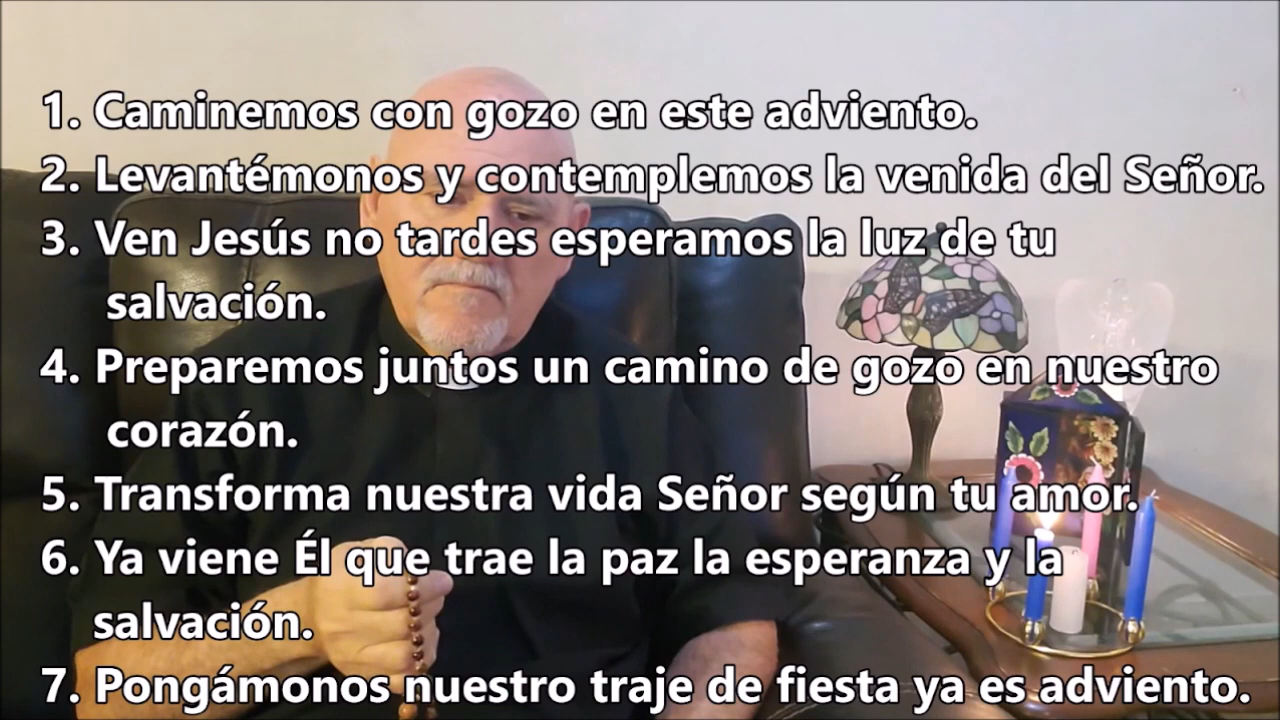 1. Caminemos con gozo en este adviento.
2. Levantémonos y contemplemos la venida del Señor.
3. Ven Jesús no tardes esperamos la luz de tu
salvación.
4. Preparemos juntos un camino de gozo en nuestro
corazón.
5. Transforma nuestra vida Señor según tu amor.
6. Ya viene Él que trae la paz la esperanza y la
salvación.
7. Pongámonos nuestro traje de fiesta ya es adviento.